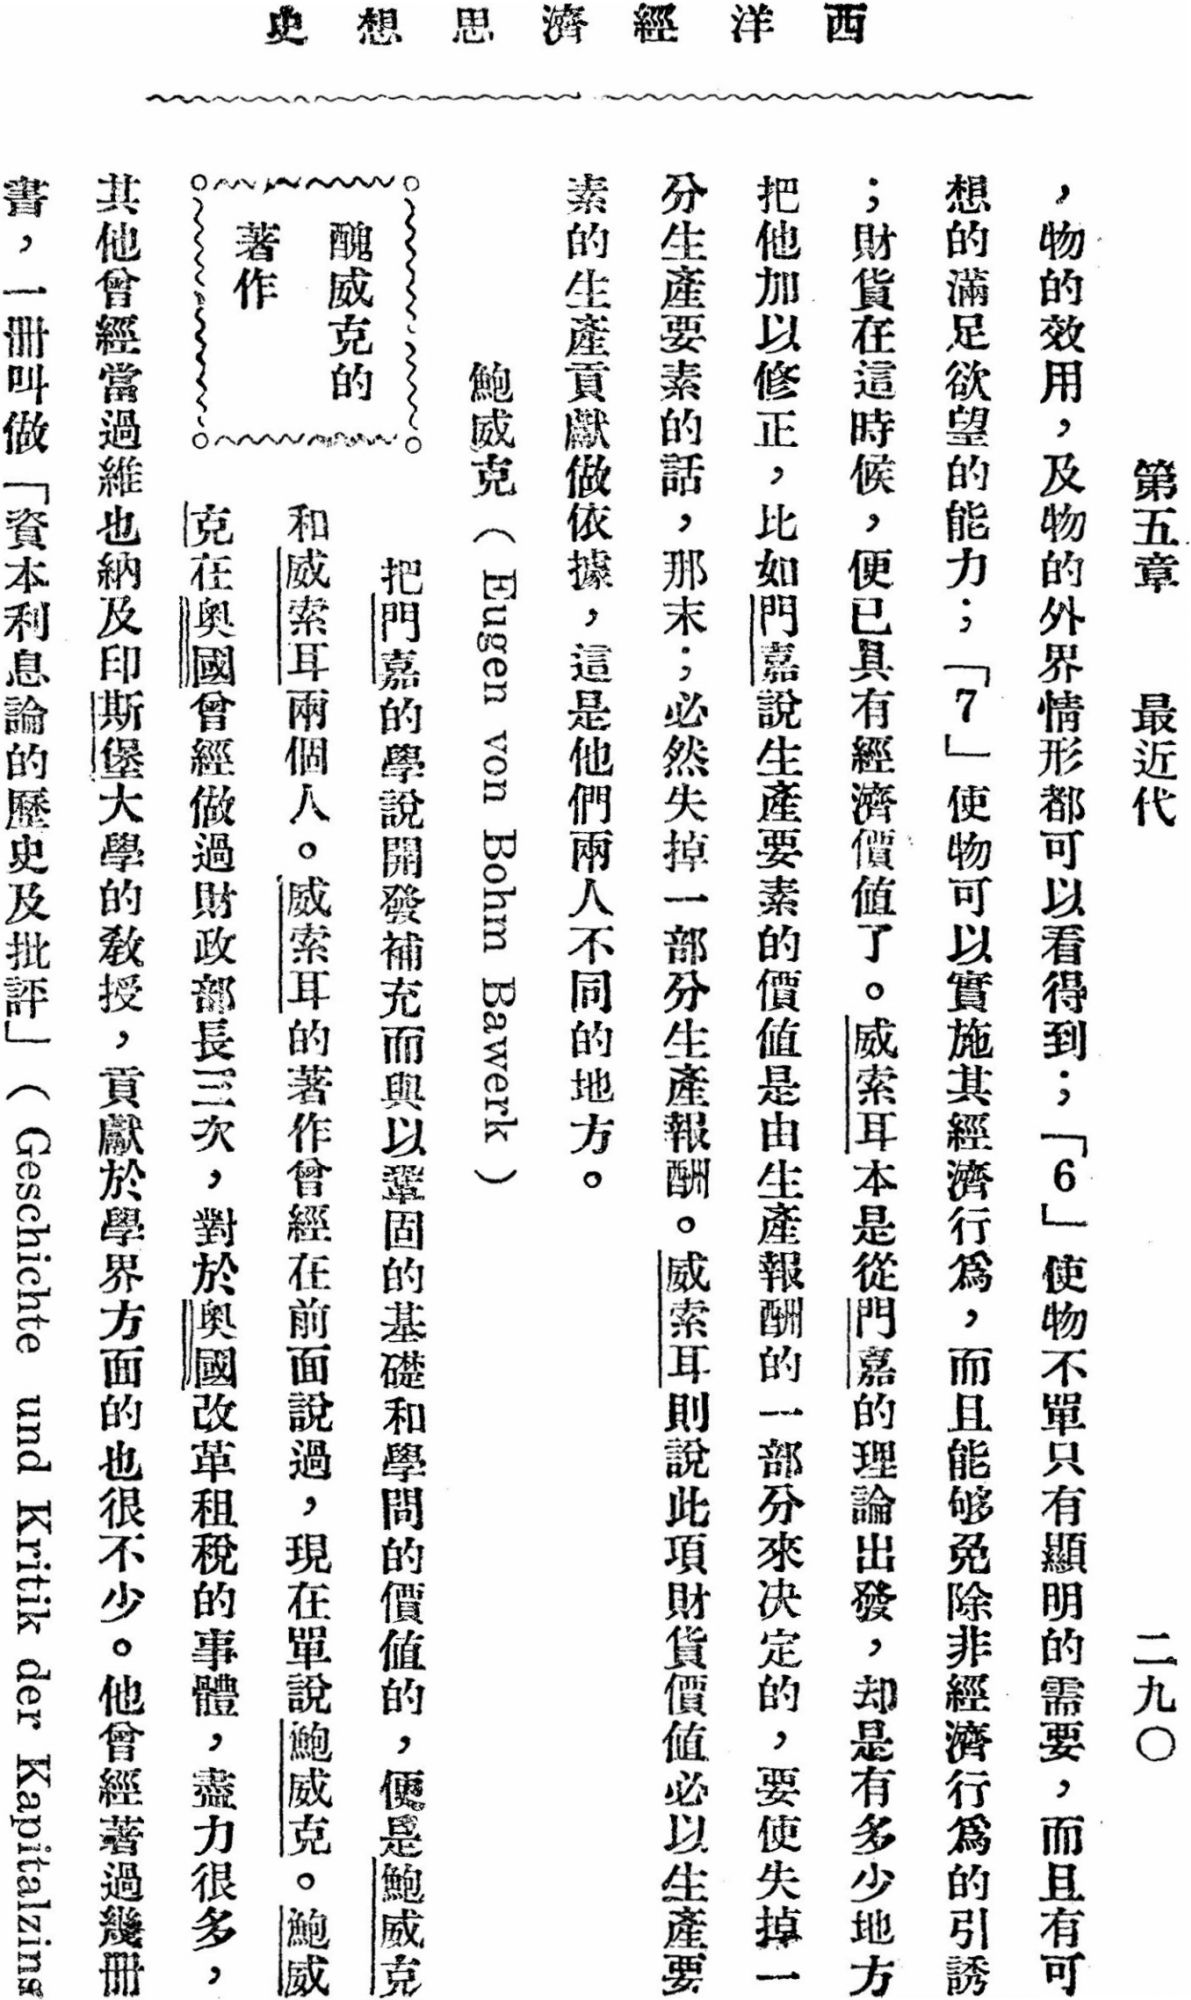 西洋經濟思想史
第五章　最近代　二九〇
，物的效用，及物的外界情形都可以看得到；「6」使物不單只有顯明的需要，而且有可
想的滿足欲望的能力；「7」使物可以實施其經濟行爲，而且能够免除非經濟行爲的引誘
；財貨在這時候，便已具有經濟價值了。威索耳本是從門嘉的理論出發，却是有多少地方
把他加以修正，比如門嘉說生產要素的價值是由生產報酬的一部分來決定的，要使失掉一
分生產要素的話，那末；必然失掉一部分生產報酬。威索耳則說此項財貨價值必以生產要
素的生產貢獻做依據，這是他們兩人不同的地方。
鮑威克（Eugen von Bohm Bawerk）
醜威克的
著作
把門嘉的學說開發補充而與以鞏固的基礎和學問的價值的，便是鮑威克
和威索耳兩個人。威索耳的著作曾經在前面說過，現在單說鮑威克。鮑威
克在奧國曾經做過財政部長三次，對於奧國改革租稅的事體，盡力很多，
其他曾經當過維也納及印斯堡大學的教授，貢獻於學界方面的也很不少。他曾經著過幾冊
書，一冊叫做「資本利息論的歷史及批評」（Geschichte und Kritik der Kapitalzins